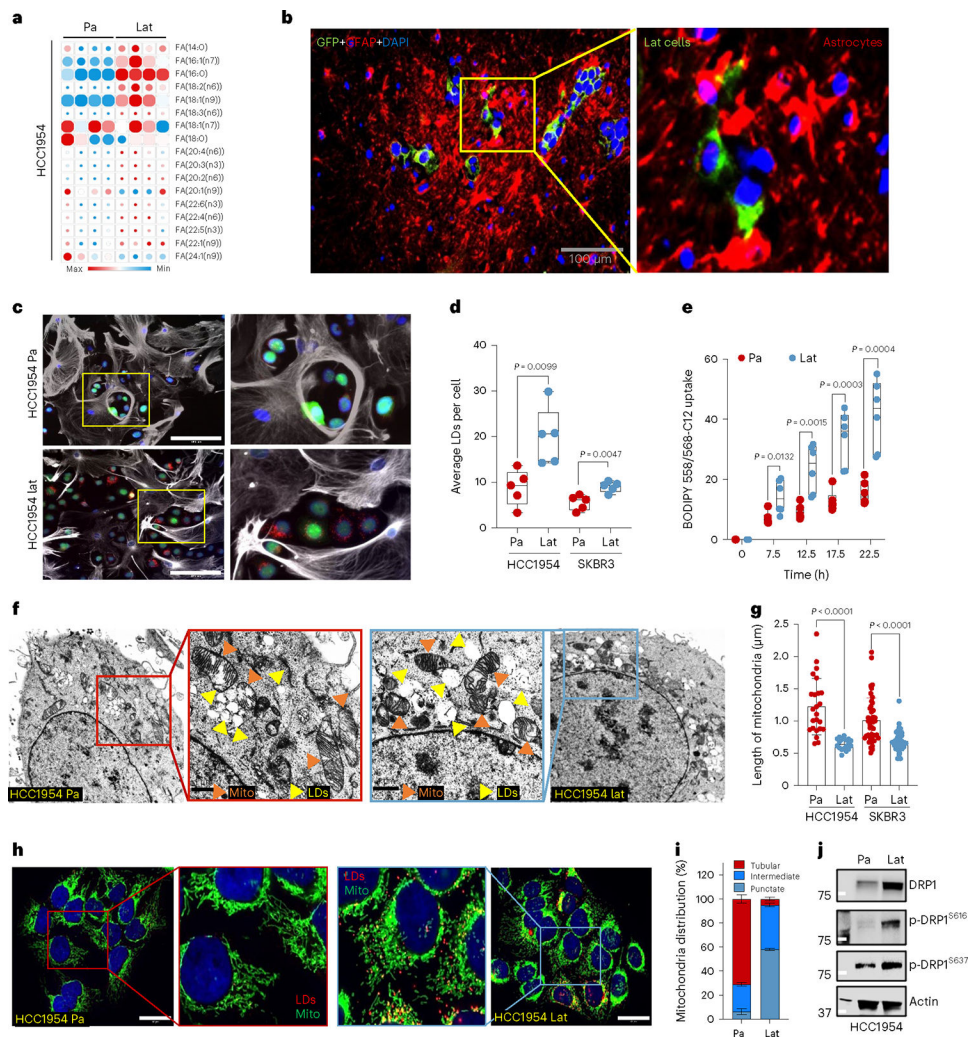 a
Pa Lat
HCC1954
FA(14:0)
FA(16:1(n7))
FA(16:0)
FA(18:2(n6))
FA(18:1(n9))
FA(18:3(n6))
FA(18:1(n7))
FA(18:0)
FA(20:4(n6))
FA(20:3(n3))
FA(20:2(n6))
FA(20:1(n9))
FA(22:6(n3))
FA(22:4(n6))
FA(22:5(n3))
FA(22:1(n9))
FA(24:1(n9))
Max Min
b
GFP+GFAP+DAPI
100 µm
Lat cells Astrocytes
c
HCC1954 Pa
HCC1954 lat
d
Average LDs per cell
40
30
20
10
0
P = 0.0099
P = 0.0047
Pa Lat Pa Lat
HCC1954 SKBR3
e
BODIPY 558/568-C12 uptake
60
40
20
0
Pa Lat
P = 0.0132
P = 0.0015
P = 0.0003
P = 0.0004
0 7.5 12.5 17.5 22.5
Time (h)
f
HCC1954 Pa
Mito LDs
Mito LDs
HCC1954 lat
g
Length of mitochondria (µm)
2.5
2.0
1.5
1.0
0.5
0
P < 0.0001
P < 0.0001
Pa Lat Pa Lat
HCC1954 SKBR3
h
HCC1954 Pa
LDs
Mito
LDs
Mito
HCC1954 Lat
i
Tubular
Intermediate
Punctate
Mitochondria distribution (%)
100
80
60
40
20
0
Pa Lat
j
Pa Lat
DRP1
75
p-DRP1S616
75
p-DRP1S637
75
Actin
37
HCC1954